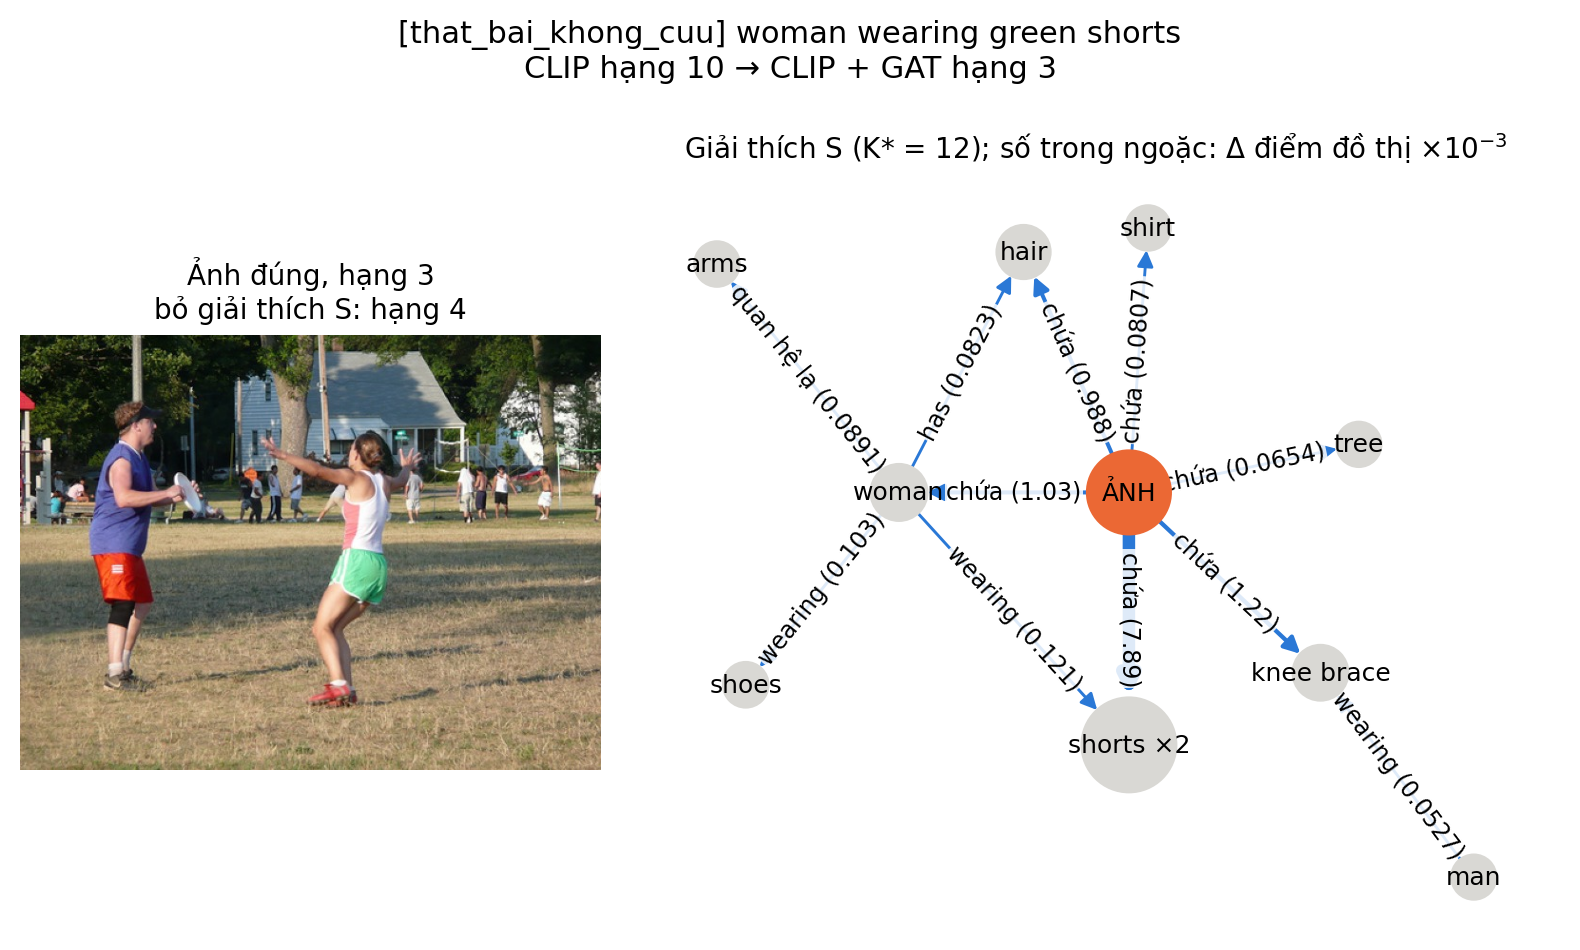 [that_bai_khong_cuu] woman wearing green shorts
CLIP hạng 10 → CLIP + GAT hạng 3
Giải thích S (K* = 12); số trong ngoặc: Δ điểm đồ thị ×10⁻³
Ảnh đúng, hạng 3
bỏ giải thích S: hạng 4
shirt
hair
arms
quan hệ lạ (0.0891)
has (0.0823)
chứa (0.988)
chứa (0.0807)
tree
chứa (0.0654)
woman
chứa (1.03)
ẢNH
wearing (0.103)
wearing (0.121)
chứa (7.89)
chứa (1.22)
shoes
knee brace
shorts ×2
wearing (0.0527)
man